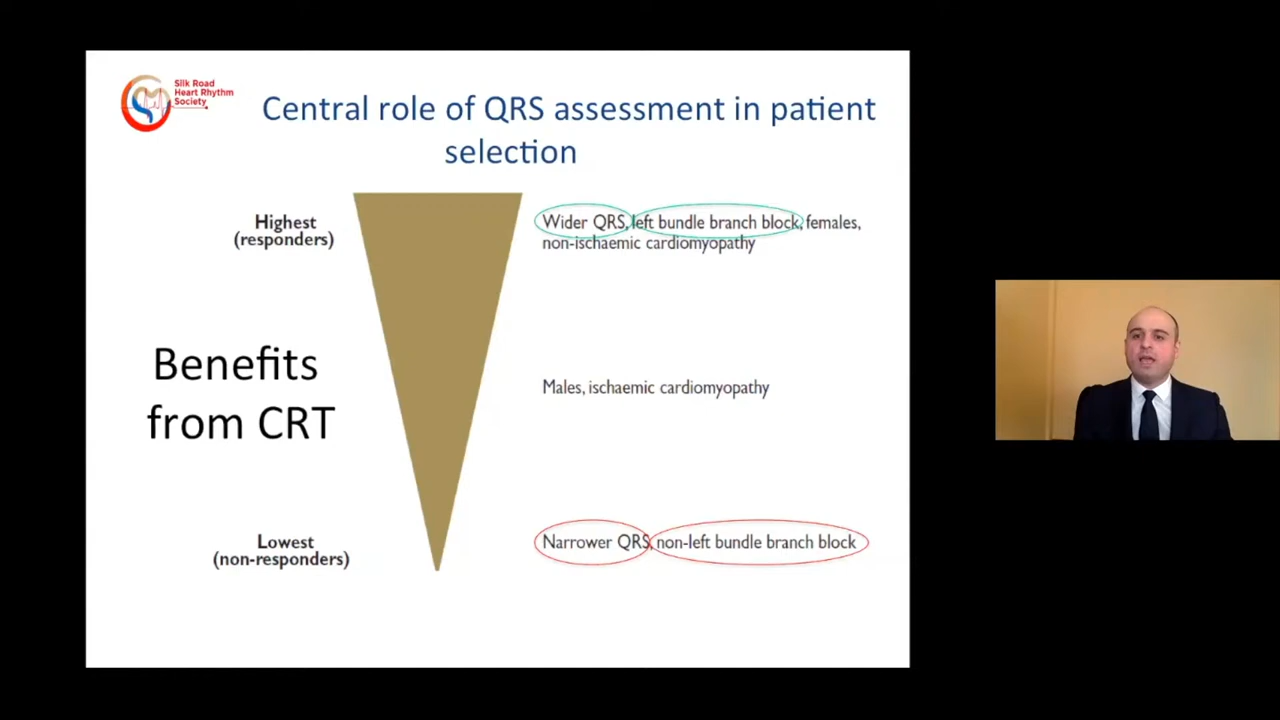 Silk Road
Heart Rhythm
Society
Central role of QRS assessment in patient
selection
Highest
(responders)
Wider QRS, left bundle branch block, females,
non-ischaemic cardiomyopathy
Benefits
from CRT
Males, ischaemic cardiomyopathy
Lowest
(non-responders)
Narrower QRS, non-left bundle branch block